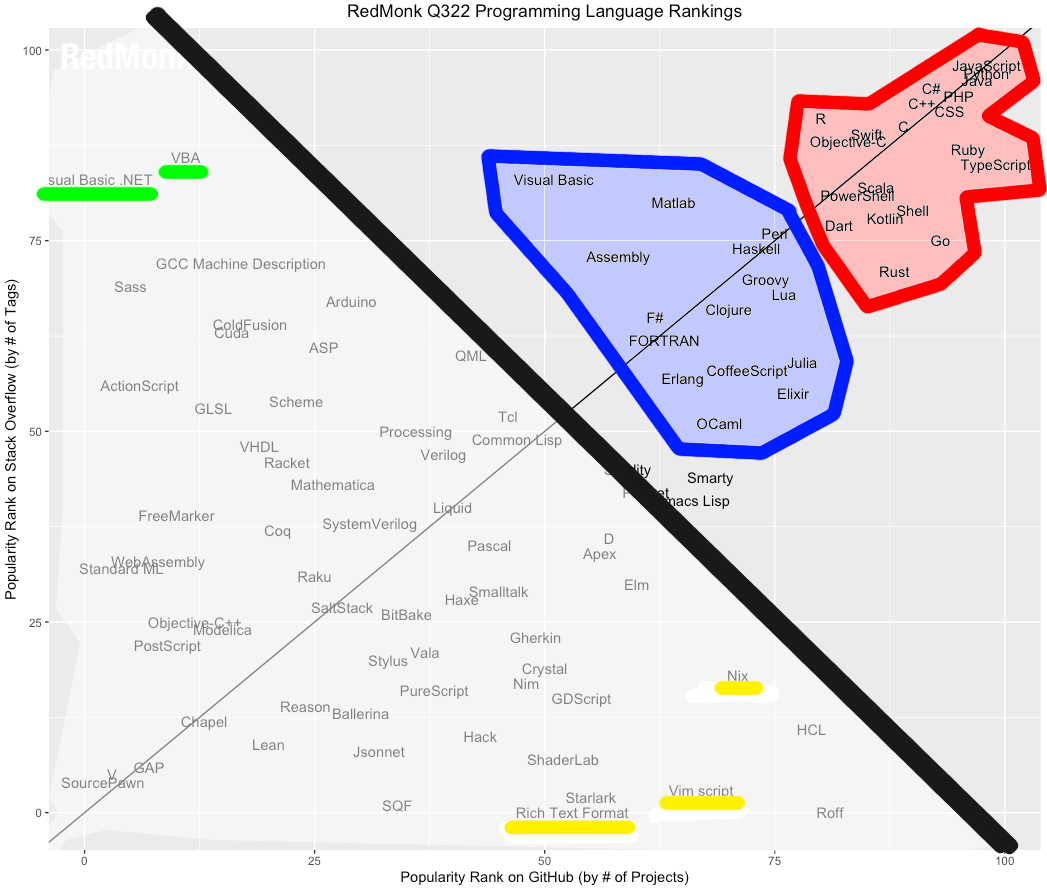 RedMonk Q322 Programming Language Rankings
RedMonk
100
75
50
25
0
Popularity Rank on Stack Overflow (by # of Tags)
JavaScript
Python
Java
C#
PHP
C++
CSS
R
C
Swift
Objective-C
Ruby
TypeScript
Scala
PowerShell
Shell
Kotlin
Dart
Go
Rust
VBA
sual Basic .NET
Visual Basic
Matlab
Perl
Haskell
Assembly
Groovy
Lua
Clojure
F#
FORTRAN
Julia
CoffeeScript
Erlang
Elixir
OCaml
GCC Machine Description
Sass
Arduino
ColdFusion
Cuda
ASP
QML
ActionScript
Scheme
GLSL
Tcl
Processing
Common Lisp
VHDL
Verilog
Racket
Mathematica
Smarty
macs Lisp
Liquid
FreeMarker
SystemVerilog
Coq
D
Pascal
Apex
WebAssembly
Standard ML
Raku
Elm
Smalltalk
Haxe
SaltStack
BitBake
Objective-C++
Modelica
PostScript
Gherkin
Vala
Stylus
Crystal
Nim
Nix
PureScript
GDScript
Reason
Ballerina
Chapel
HCL
Hack
Lean
Jsonnet
ShaderLab
GAP
V
SourcePawn
Vim script
Starlark
SQF
Rich Text Format
Roff
0
25
50
75
100
Popularity Rank on GitHub (by # of Projects)